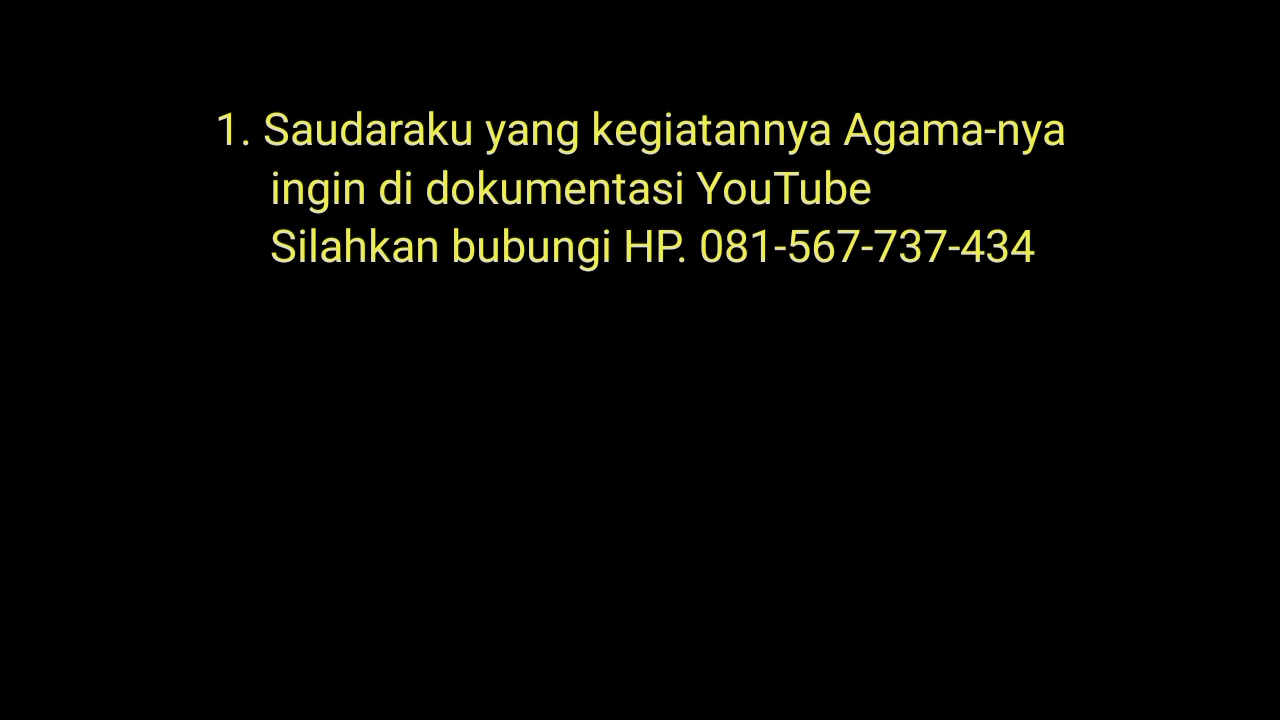 1. Saudaraku yang kegiatannya Agama-nya
ingin di dokumentasi YouTube
Silahkan bubungi HP. 081-567-737-434